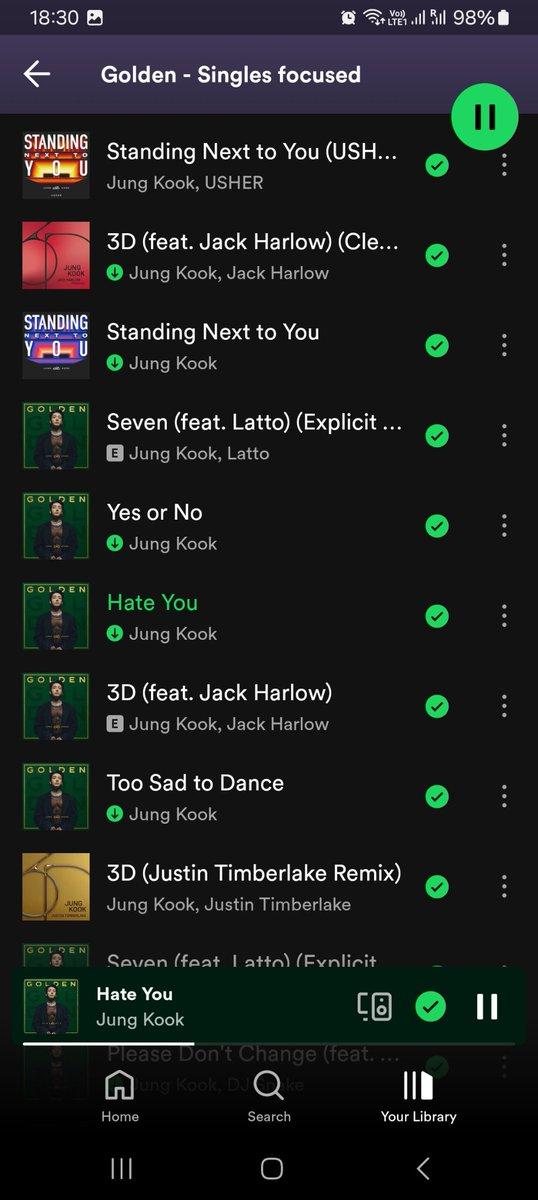 18:30
Vo)) LTE1 R 98%
Golden - Singles focused
STANDING
NEXT TO
YOU
Standing Next to You (USH...
Jung Kook, USHER
JUNG
KOOK
3D (feat. Jack Harlow) (Cle...
Jung Kook, Jack Harlow
STANDING
NEXT TO
YOU
Standing Next to You
Jung Kook
GOLDEN
Seven (feat. Latto) (Explicit ...
E Jung Kook, Latto
GOLDEN
Yes or No
Jung Kook
GOLDEN
Hate You
Jung Kook
GOLDEN
3D (feat. Jack Harlow)
E Jung Kook, Jack Harlow
GOLDEN
Too Sad to Dance
Jung Kook
JUNG
KOOK
3D (Justin Timberlake Remix)
Jung Kook, Justin Timberlake
GOLDEN
Seven (feat. Latto) (Explicit
GOLDEN
Hate You
Jung Kook
Please Don't Change (feat. ...
Jung Kook, DJ Snake
Home
Search
Your Library